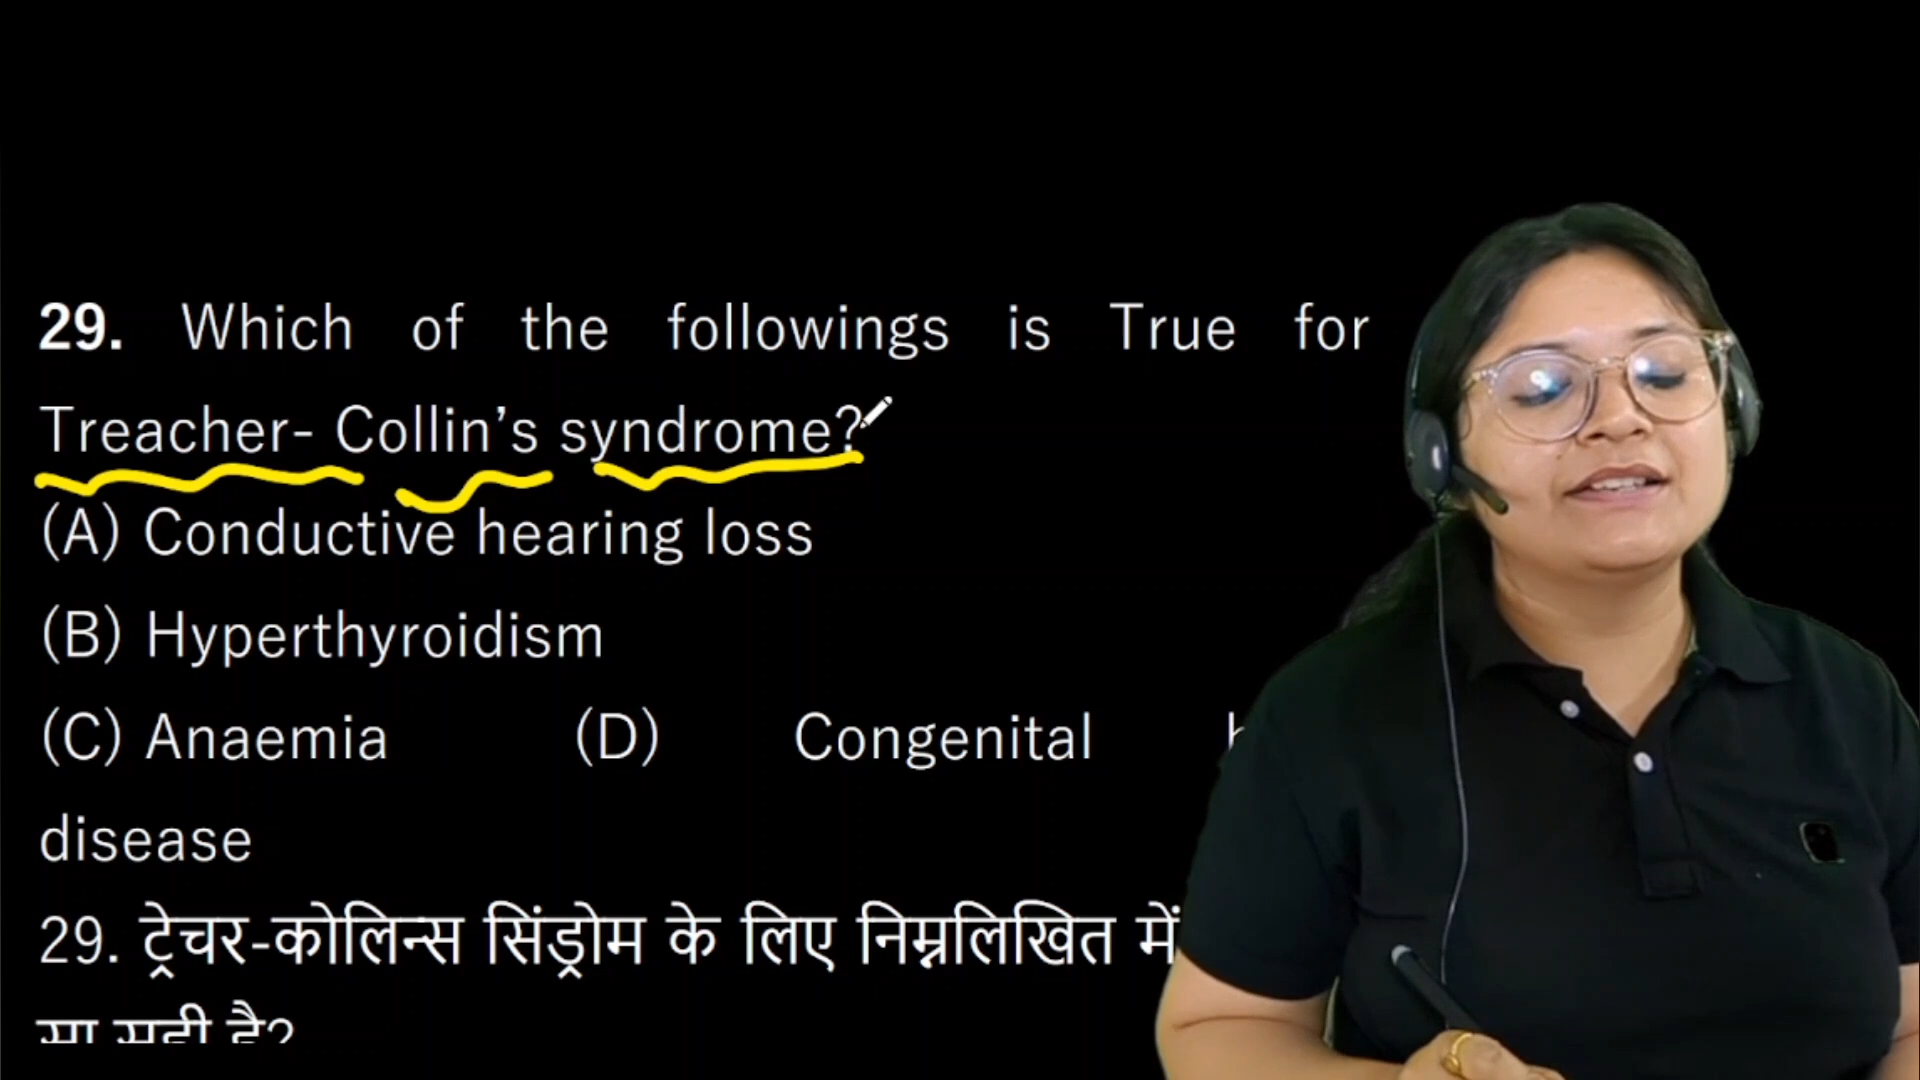 29. Which of the followings is True for
Treacher- Collin’s syndrome?
(A) Conductive hearing loss
(B) Hyperthyroidism
(C) Anaemia (D) Congenital
disease
29. ट्रेचर-कोलिन्स सिंड्रोम के लिए निम्नलिखित में
सा सही है?